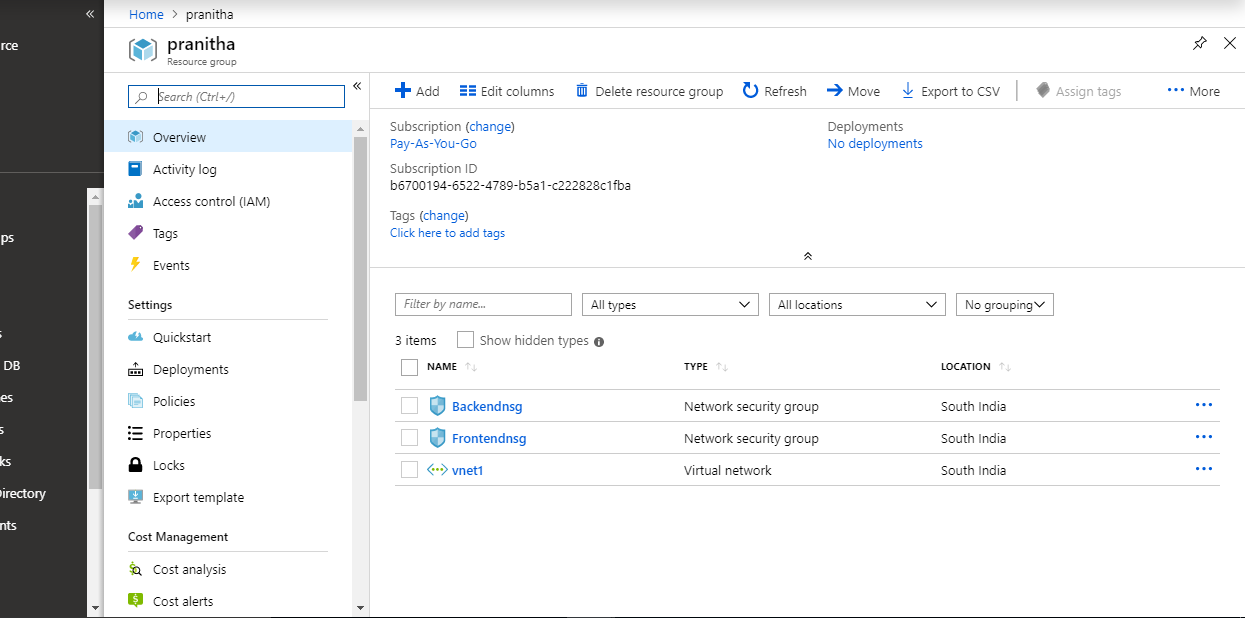 Home > pranitha
pranitha
Resource group
rce
ps
s
DB
es
s
ks
Directory
nts
Search (Ctrl+/)
Overview
Activity log
Access control (IAM)
Tags
Events
Settings
Quickstart
Deployments
Policies
Properties
Locks
Export template
Cost Management
Cost analysis
Cost alerts
Add Edit columns Delete resource group Refresh Move Export to CSV Assign tags More
Subscription (change)
Pay-As-You-Go
Subscription ID
b6700194-6522-4789-b5a1-c222828c1fba
Tags (change)
Click here to add tags
Deployments
No deployments
Filter by name... All types All locations No grouping
3 items Show hidden types
NAME TYPE LOCATION
Backendnsg Network security group South India
Frontendnsg Network security group South India
vnet1 Virtual network South India